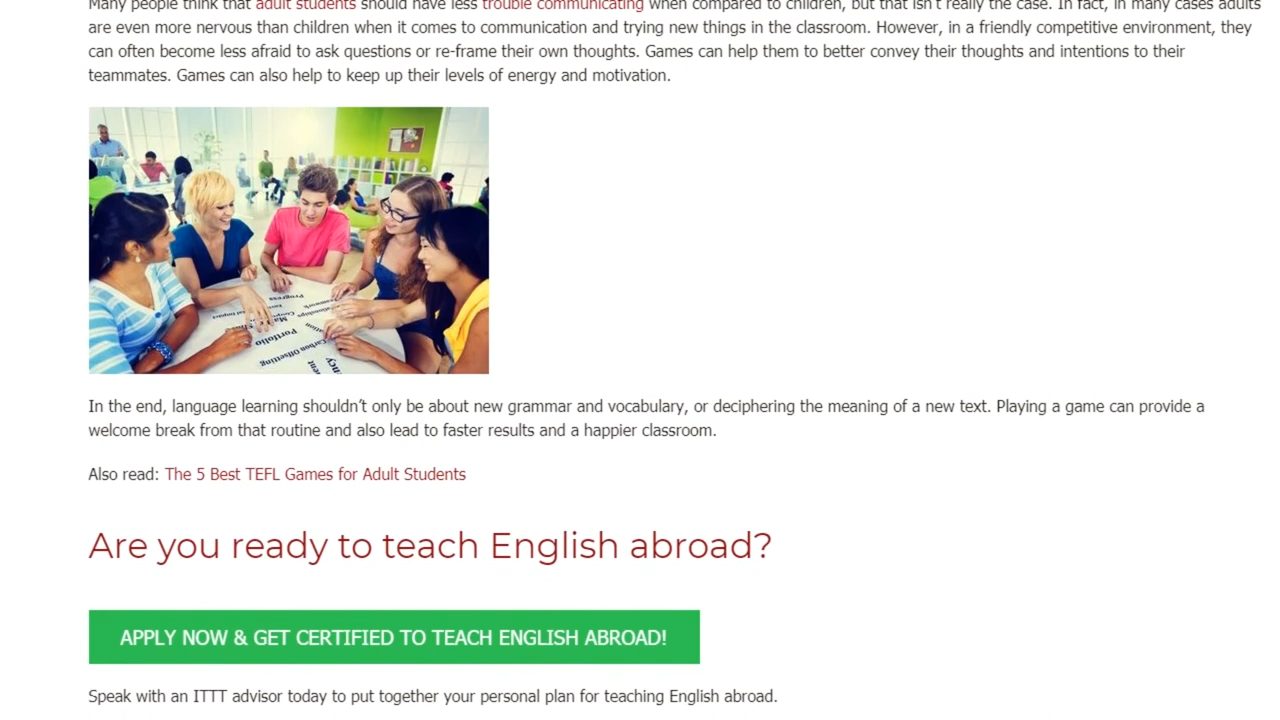 Many people think that adult students should have less trouble communicating when compared to children, but that isn't really the case. In fact, in many cases adults
are even more nervous than children when it comes to communication and trying new things in the classroom. However, in a friendly competitive environment, they
can often become less afraid to ask questions or re-frame their own thoughts. Games can help them to better convey their thoughts and intentions to their
teammates. Games can also help to keep up their levels of energy and motivation.
Progress
Portfolio
Carbon Offsetting
In the end, language learning shouldn't only be about new grammar and vocabulary, or deciphering the meaning of a new text. Playing a game can provide a
welcome break from that routine and also lead to faster results and a happier classroom.
Also read: The 5 Best TEFL Games for Adult Students
Are you ready to teach English abroad?
APPLY NOW & GET CERTIFIED TO TEACH ENGLISH ABROAD!
Speak with an ITTT advisor today to put together your personal plan for teaching English abroad.